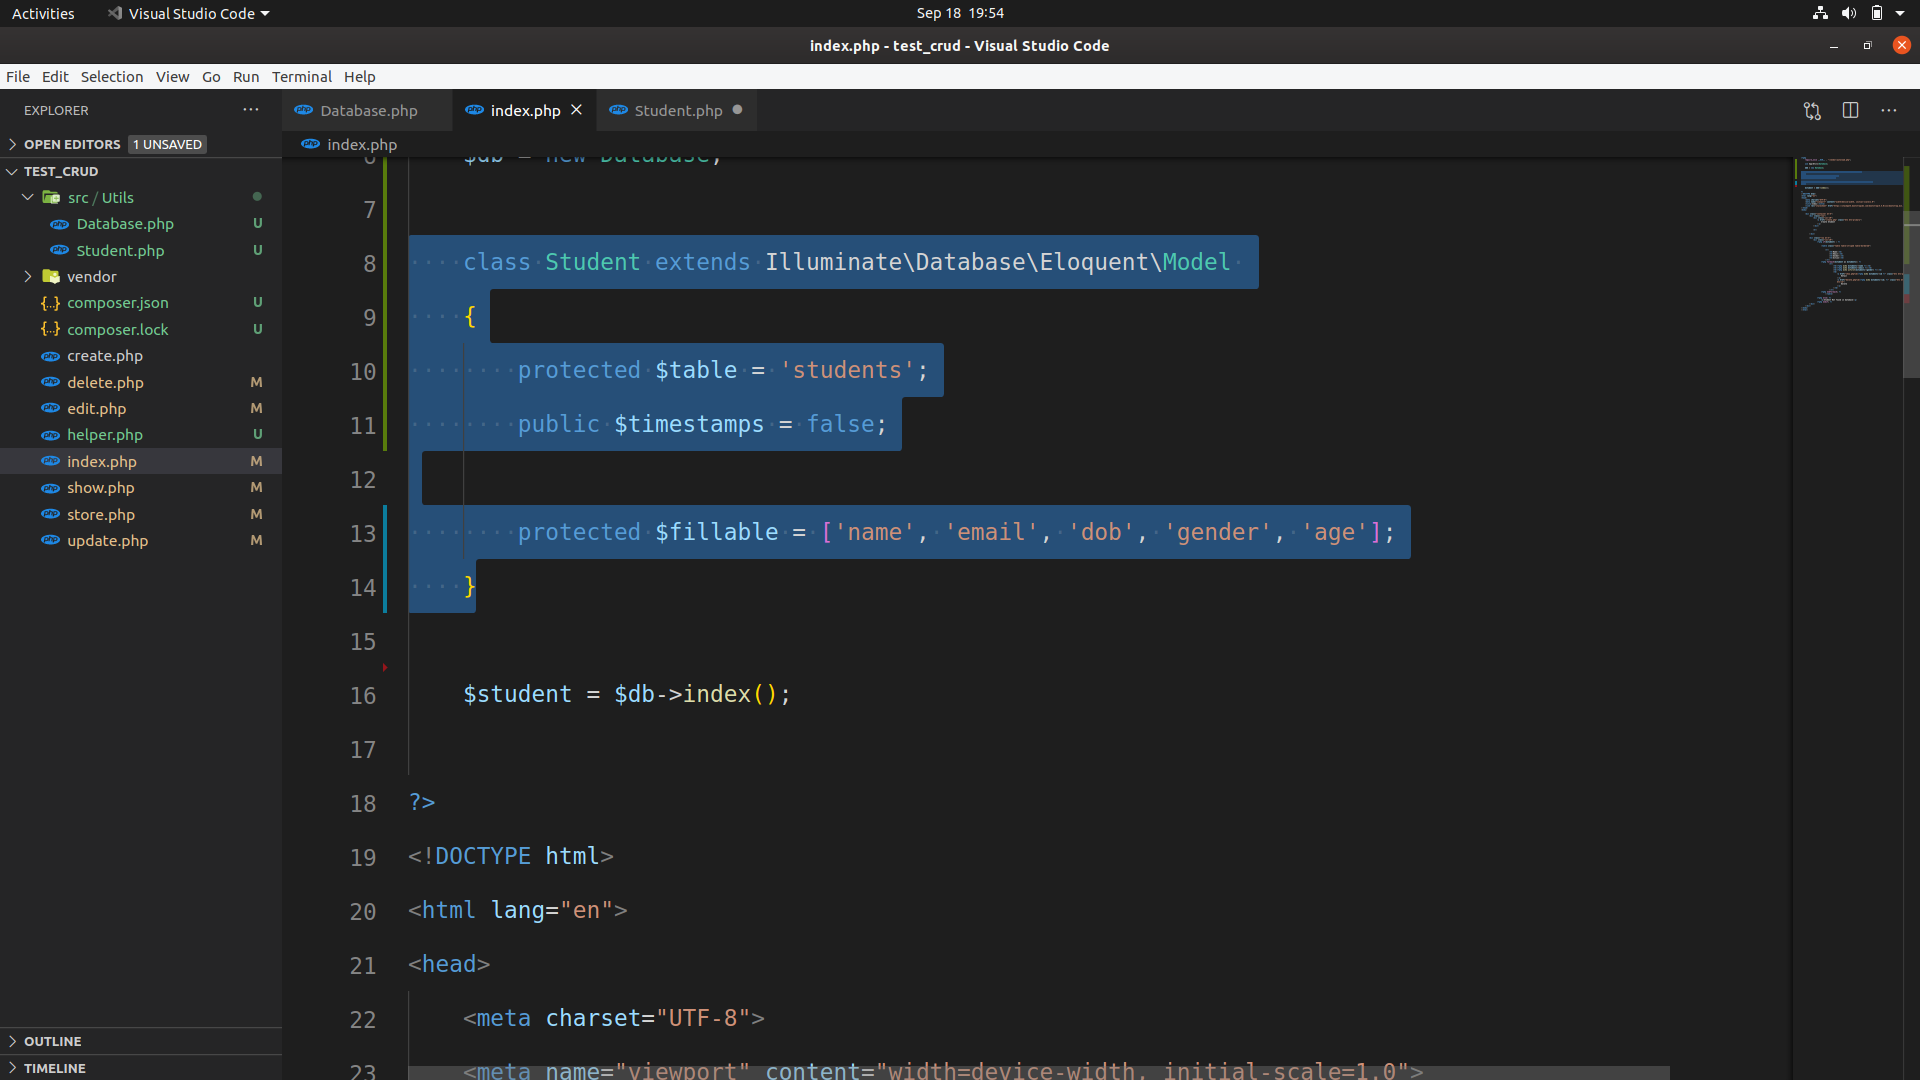 Activities Visual Studio Code Sep 18 19:54
index.php - test_crud - Visual Studio Code
File Edit Selection View Go Run Terminal Help
EXPLORER
OPEN EDITORS 1 UNSAVED
TEST_CRUD
src / Utils
Database.php U
Student.php U
vendor
composer.json U
composer.lock U
create.php
delete.php M
edit.php M
helper.php U
index.php M
show.php M
store.php M
update.php M
OUTLINE
TIMELINE
Database.php index.php Student.php
index.php
6 $db = new Database;
7
8 class Student extends Illuminate\Database\Eloquent\Model
9 {
10 protected $table = 'students';
11 public $timestamps = false;
12
13 protected $fillable = ['name', 'email', 'dob', 'gender', 'age'];
14 }
15
16 $student = $db->index();
17
18 ?>
19 <!DOCTYPE html>
20 <html lang="en">
21 <head>
22 <meta charset="UTF-8">
23 <meta name="viewport" content="width=device-width, initial-scale=1.0">